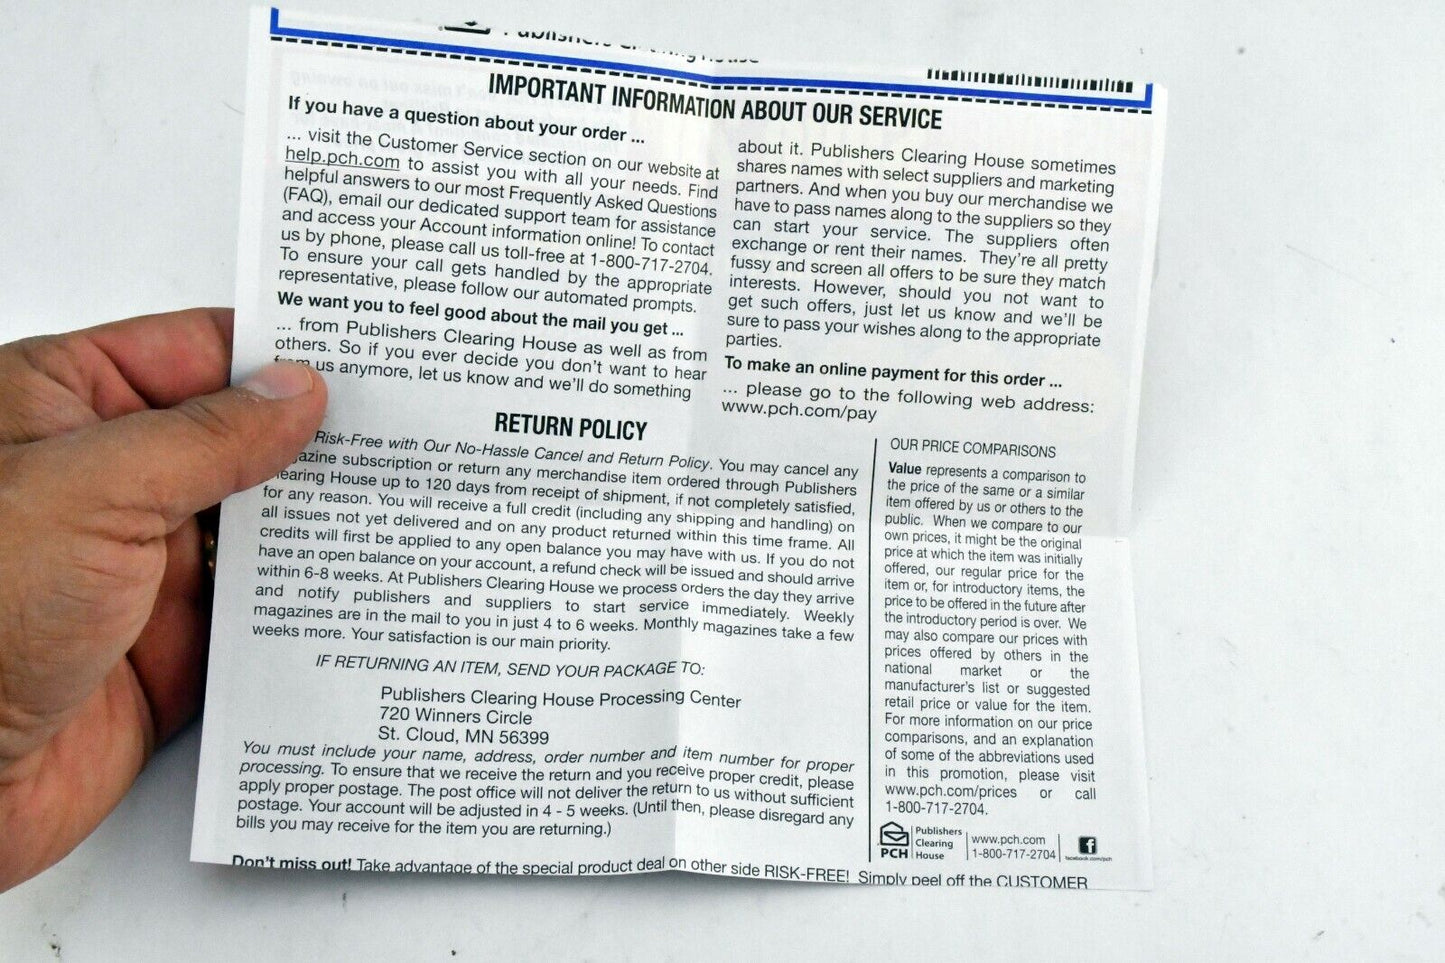 Publishers Clearing House
IMPORTANT INFORMATION ABOUT OUR SERVICE
If you have a question about your order ...
... visit the Customer Service section on our website at
help.pch.com to assist you with all your needs. Find
helpful answers to our most Frequently Asked Questions
(FAQ), email our dedicated support team for assistance
and access your Account information online! To contact
us by phone, please call us toll-free at 1-800-717-2704.
To ensure your call gets handled by the appropriate
representative, please follow our automated prompts.
We want you to feel good about the mail you get ...
... from Publishers Clearing House as well as from
others. So if you ever decide you don't want to hear
from us anymore, let us know and we'll do something
about it. Publishers Clearing House sometimes
shares names with select suppliers and marketing
partners. And when you buy our merchandise we
have to pass names along to the suppliers so they
can start your service. The suppliers often
exchange or rent their names. They're all pretty
fussy and screen all offers to be sure they match
interests. However, should you not want to
get such offers, just let us know and we'll be
sure to pass your wishes along to the appropriate
parties.
To make an online payment for this order ...
... please go to the following web address:
www.pch.com/pay
RETURN POLICY
Risk-Free with Our No-Hassle Cancel and Return Policy. You may cancel any
magazine subscription or return any merchandise item ordered through Publishers
Clearing House up to 120 days from receipt of shipment, if not completely satisfied,
for any reason. You will receive a full credit (including any shipping and handling) on
all issues not yet delivered and on any product returned within this time frame. All
credits will first be applied to any open balance you may have with us. If you do not
have an open balance on your account, a refund check will be issued and should arrive
within 6-8 weeks. At Publishers Clearing House we process orders the day they arrive
and notify publishers and suppliers to start service immediately. Weekly
magazines are in the mail to you in just 4 to 6 weeks. Monthly magazines take a few
weeks more. Your satisfaction is our main priority.
IF RETURNING AN ITEM, SEND YOUR PACKAGE TO:
Publishers Clearing House Processing Center
720 Winners Circle
St. Cloud, MN 56399
You must include your name, address, order number and item number for proper
processing. To ensure that we receive the return and you receive proper credit, please
apply proper postage. The post office will not deliver the return to us without sufficient
postage. Your account will be adjusted in 4 - 5 weeks. (Until then, please disregard any
bills you may receive for the item you are returning.)
OUR PRICE COMPARISONS
Value represents a comparison to
the price of the same or a similar
item offered by us or others to the
public. When we compare to our
own prices, it might be the original
price at which the item was initially
offered, our regular price for the
item or, for introductory items, the
price to be offered in the future after
the introductory period is over. We
may also compare our prices with
prices offered by others in the
national market or the
manufacturer's list or suggested
retail price or value for the item.
For more information on our price
comparisons, and an explanation
of some of the abbreviations used
in this promotion, please visit
www.pch.com/prices or call
1-800-717-2704.
PCH
Publishers
Clearing
House
www.pch.com
1-800-717-2704
facebook.com/pch
Don't miss out! Take advantage of the special product deal on other side RISK-FREE! Simply peel off the CUSTOMER